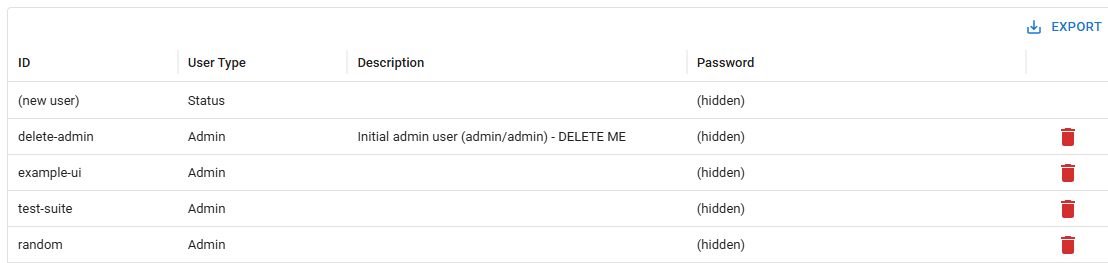 EXPORT
ID User Type Description Password
(new user) Status (hidden)
delete-admin Admin Initial admin user (admin/admin) - DELETE ME (hidden)
example-ui Admin (hidden)
test-suite Admin (hidden)
random Admin (hidden)